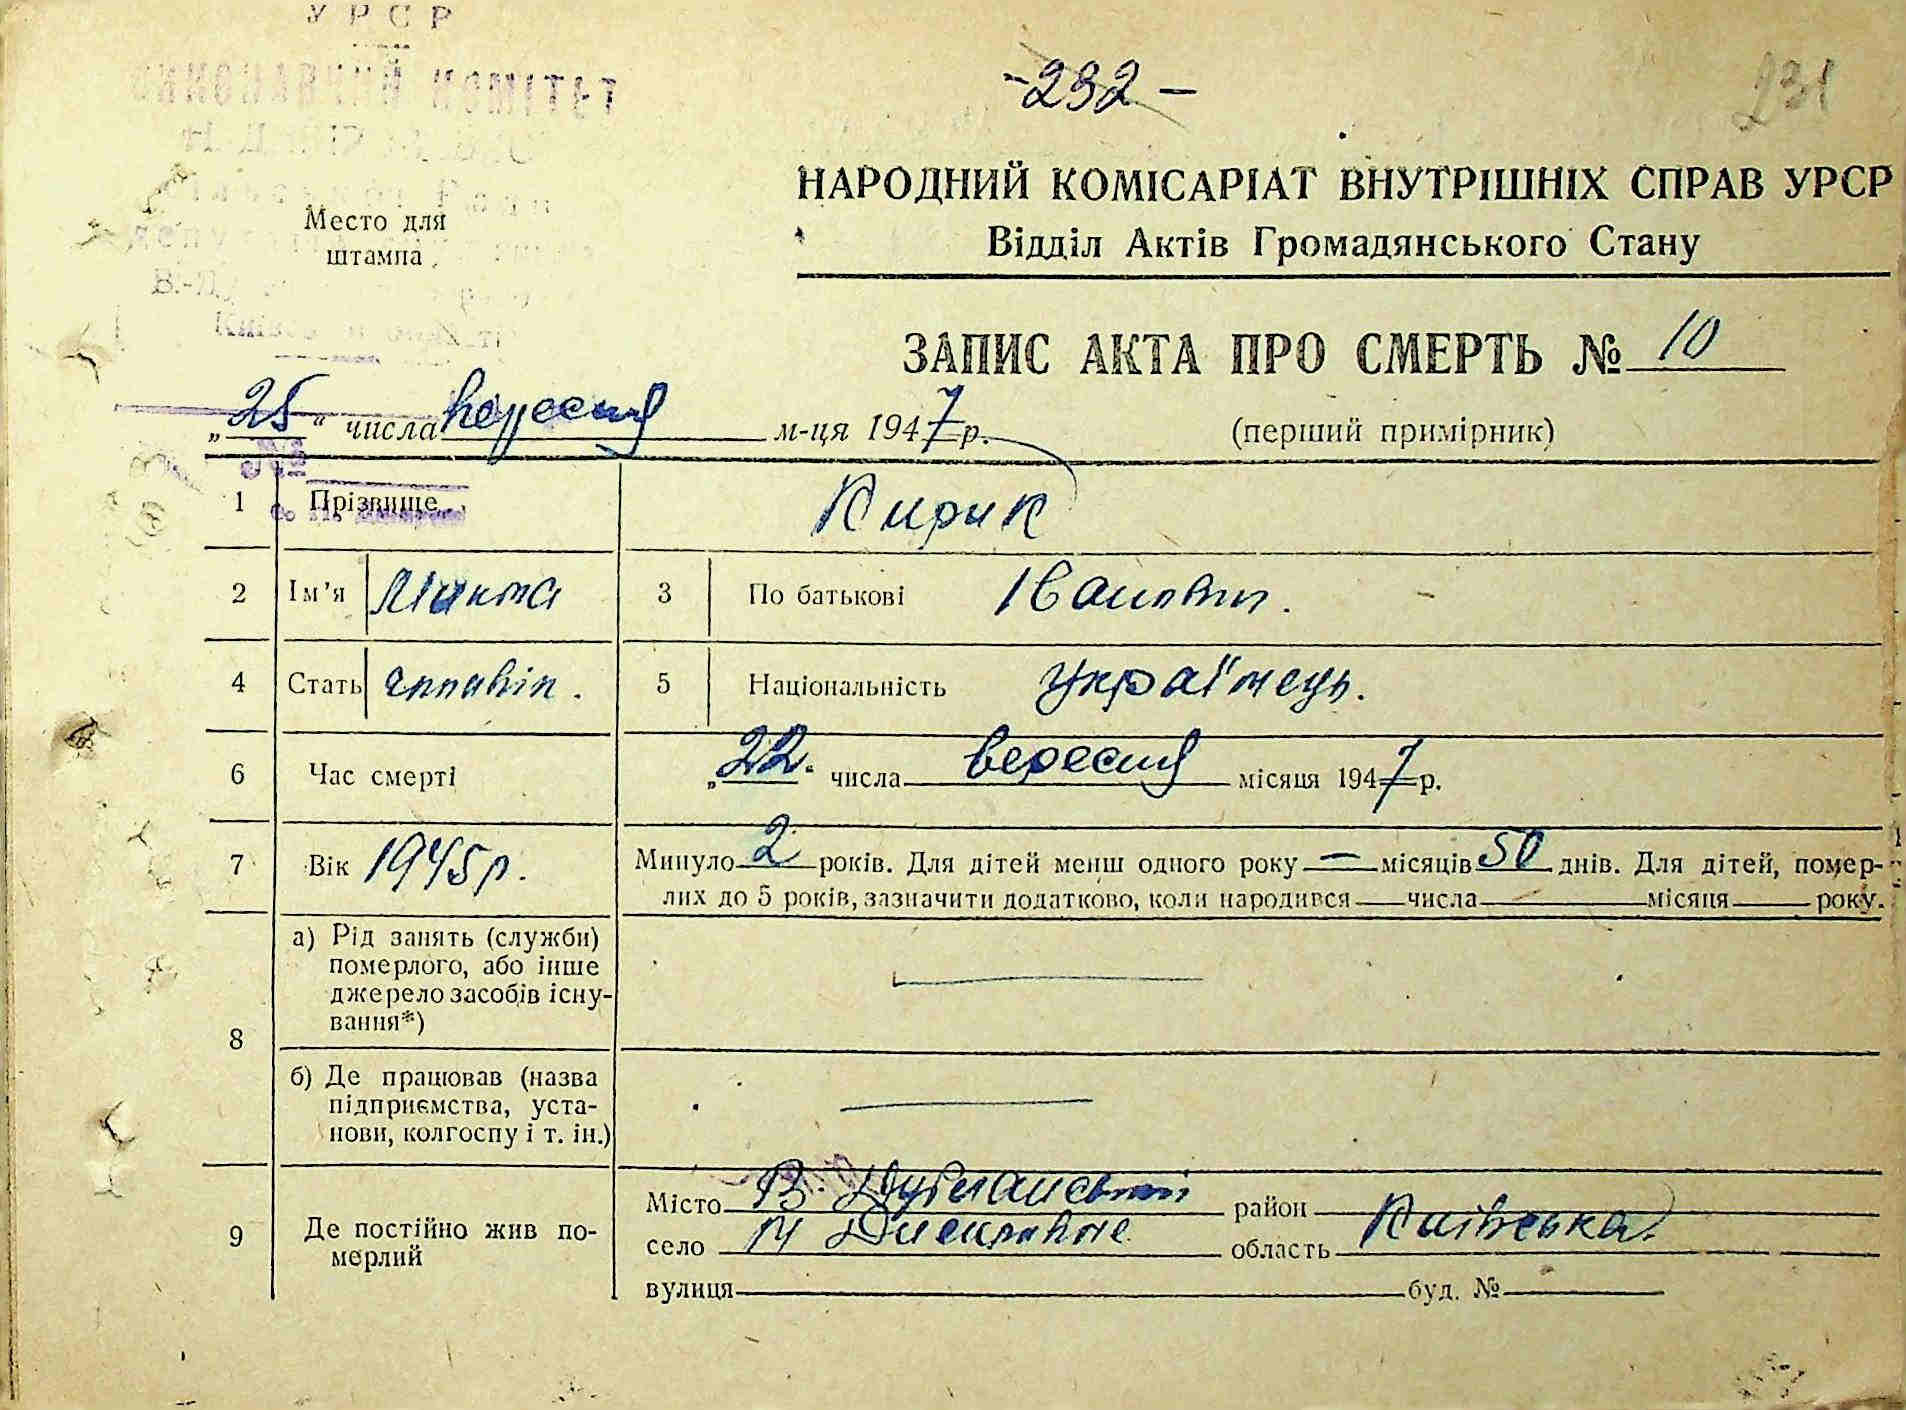 -232-
231
НАРОДНИЙ КОМІСАРІАТ ВНУТРІШНІХ СПРАВ УРСР
Відділ Актів Громадянського Стану
Место для
штампа
ЗАПИС АКТА ПРО СМЕРТЬ № 10
„25“ числа вересня м-ця 1947 р. (перший примірник)
1 Прізвище Кирик
2 Ім'я Микита 3 По батькові Іванович.
4 Стать чоловіч. 5 Національність українець.
6 Час смерті „22“ числа вересня місяця 1947 р.
7 Вік 1945 р. Минуло 2 років. Для дітей менш одного року — місяців 50 днів. Для дітей, помер-
лих до 5 років, зазначити додатково, коли народився числа місяця року.
8 а) Рід занять (служби)
померлого, або інше
джерело засобів існу-
вання*)
б) Де працював (назва
підприємства, уста-
нови, колгоспу і т. ін.)
9 Де постійно жив по-
мерлий
Місто В. район
село область Київська
вулиця буд. №